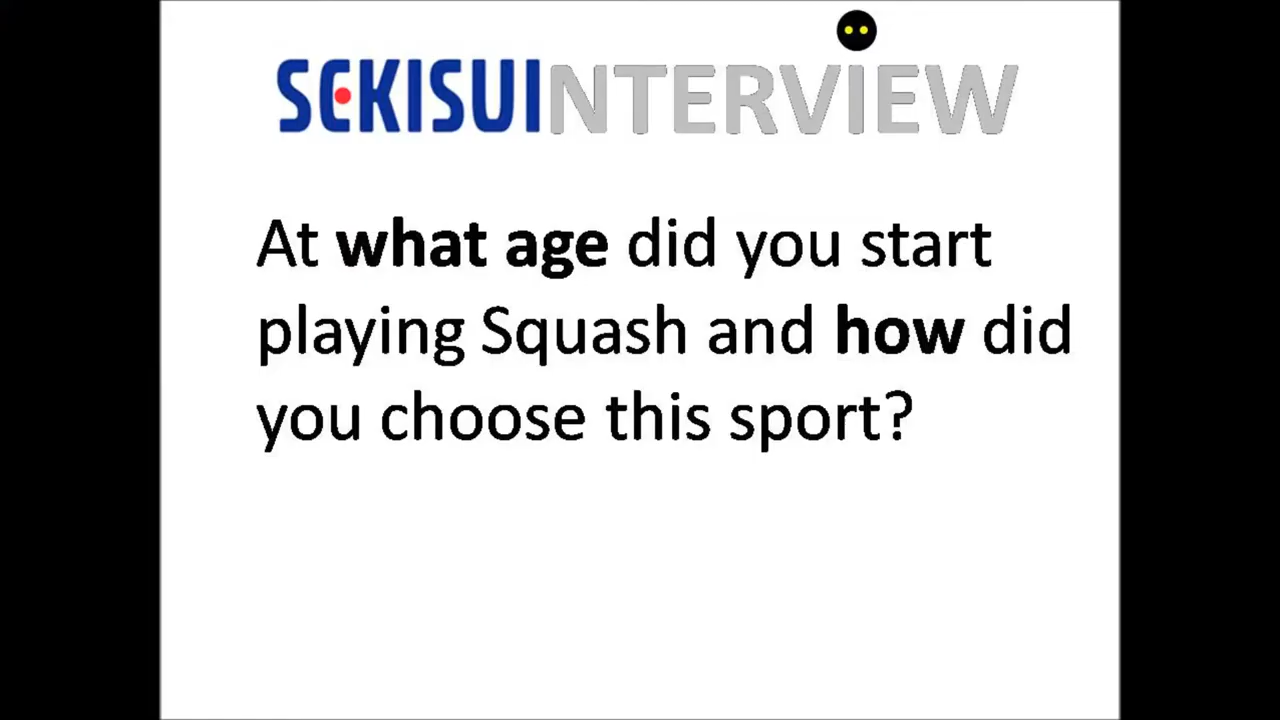 SEKISUINTERVIEW
At what age did you start
playing Squash and how did
you choose this sport?